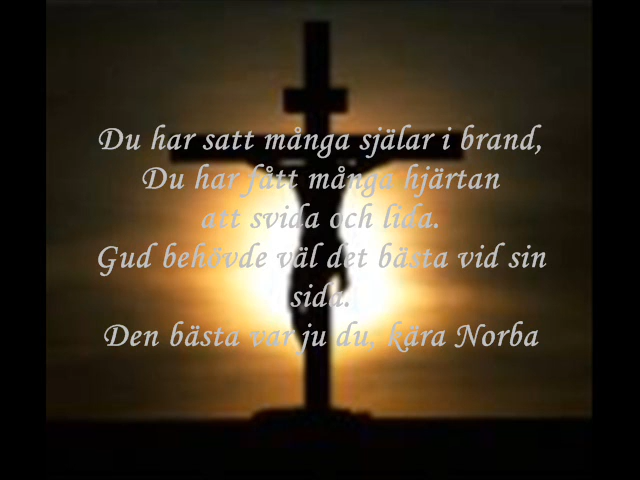 Du har satt många själar i brand,
Du har fått många hjärtan
att svida och lida.
Gud behövde väl det bästa vid sin
sida.
Den bästa var ju du, kära Norba